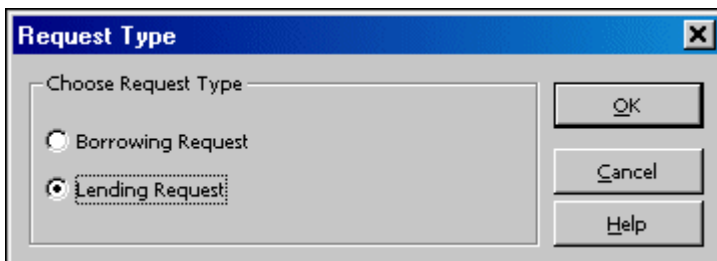 Request Type
Choose Request Type
Borrowing Request
Lending Request
OK
Cancel
Help